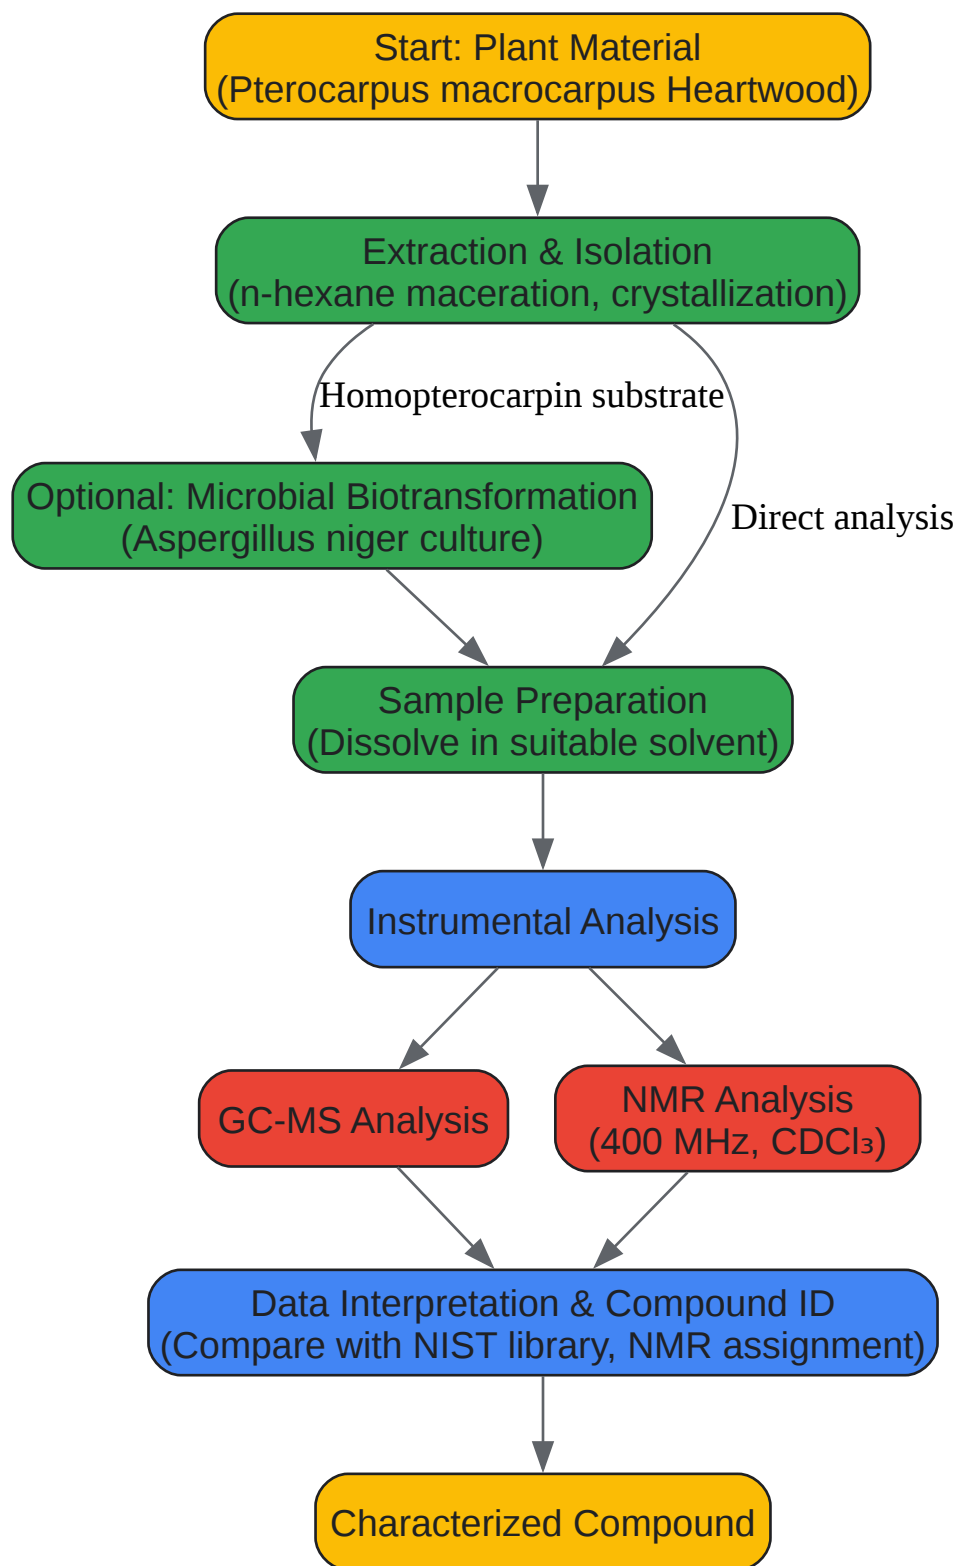 Start: Plant Material
(Pterocarpus macrocarpus Heartwood)
Extraction & Isolation
(n-hexane maceration, crystallization)
Homopterocarpin substrate
Optional: Microbial Biotransformation
(Aspergillus niger culture)
Direct analysis
Sample Preparation
(Dissolve in suitable solvent)
Instrumental Analysis
GC-MS Analysis
NMR Analysis
(400 MHz, CDCl₃)
Data Interpretation & Compound ID
(Compare with NIST library, NMR assignment)
Characterized Compound